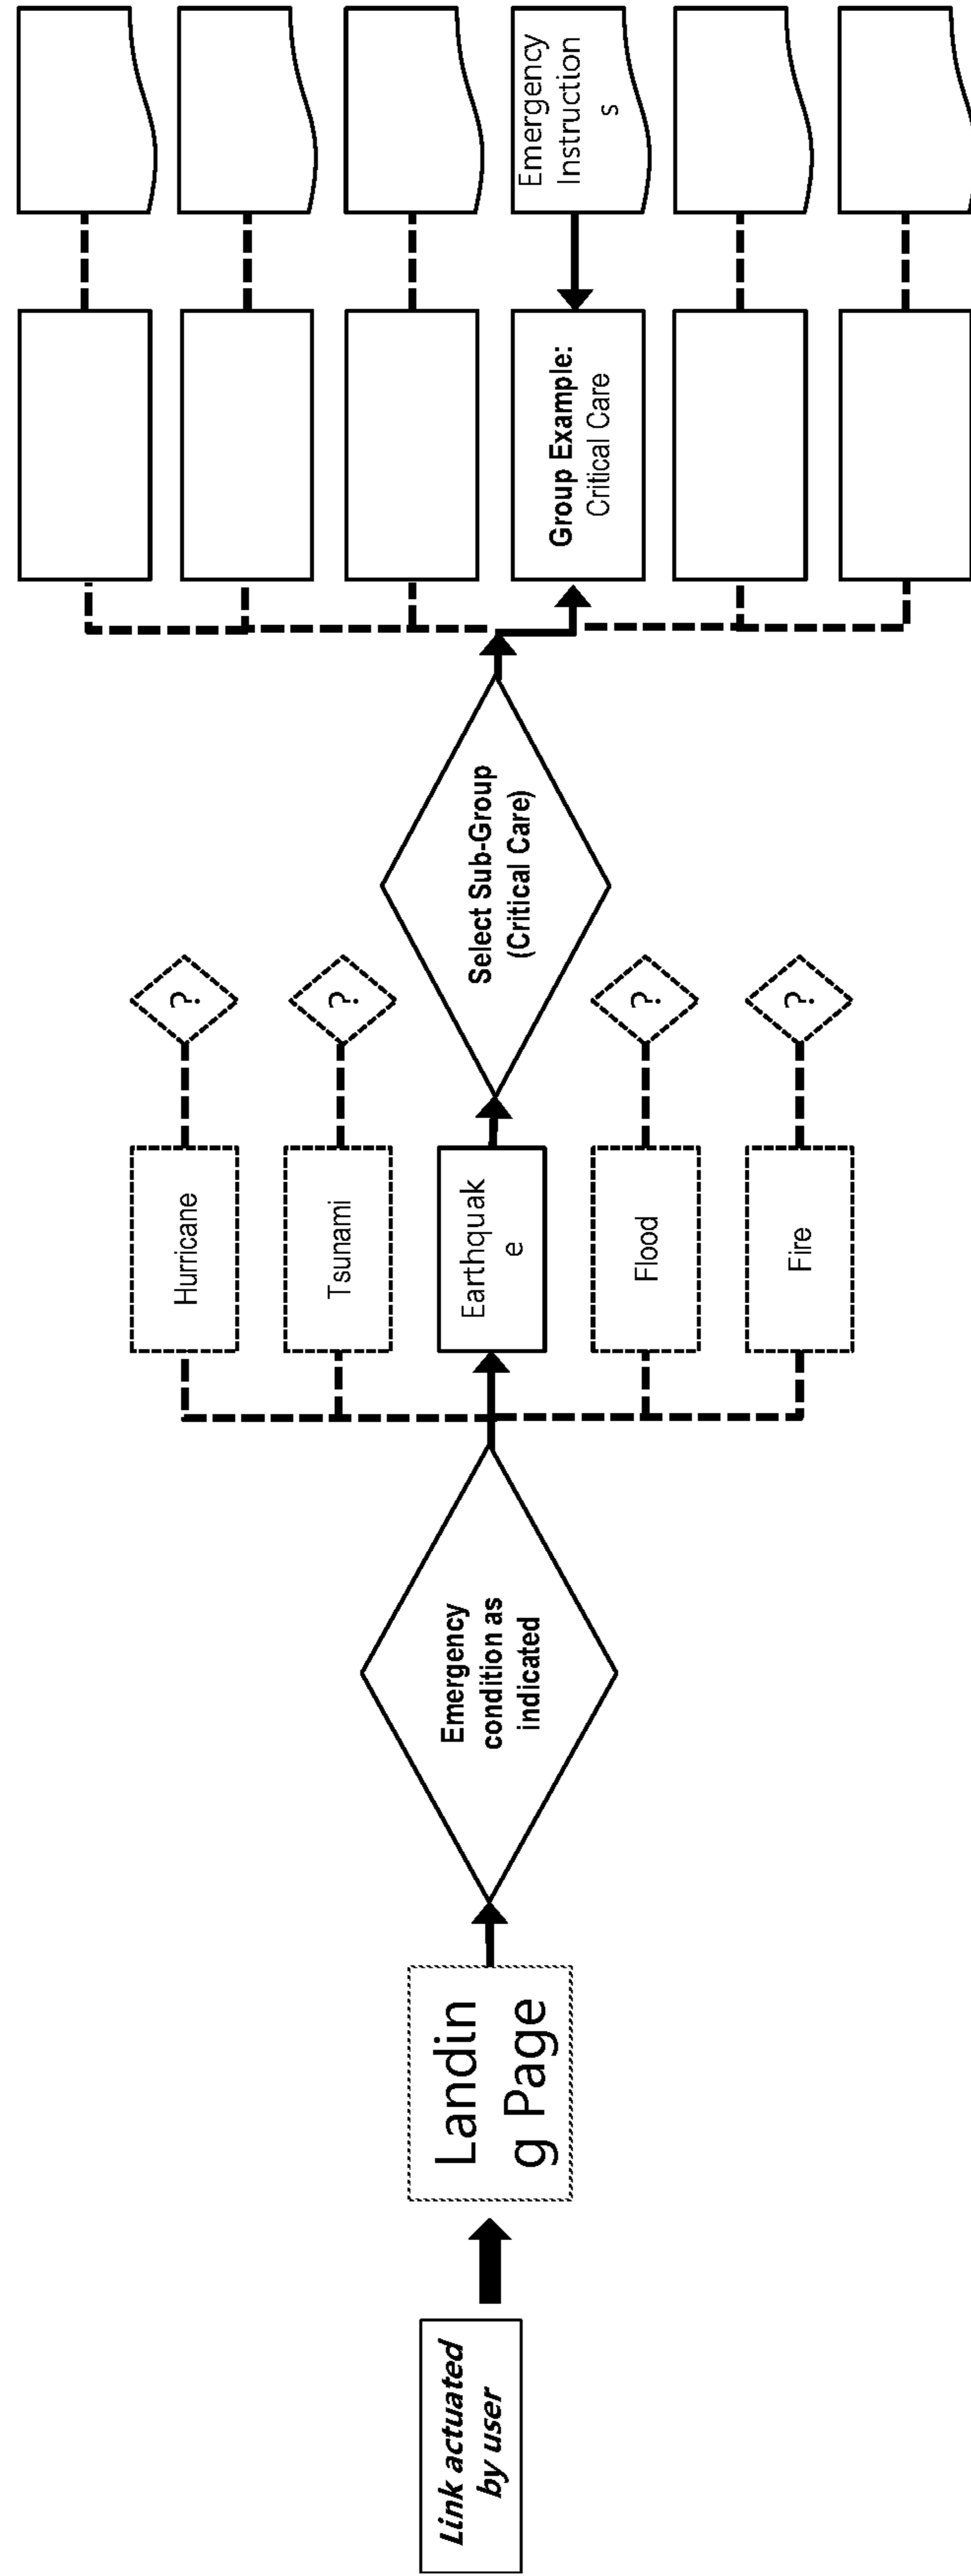 Link actuated
by user
Landin
g Page
Emergency
condition as
indicated
Hurricane
Tsunami
Earthquak
e
Flood
Fire
?
?
?
?
Select Sub-Group
(Critical Care)
Group Example:
Critical Care
Emergency
Instruction
s